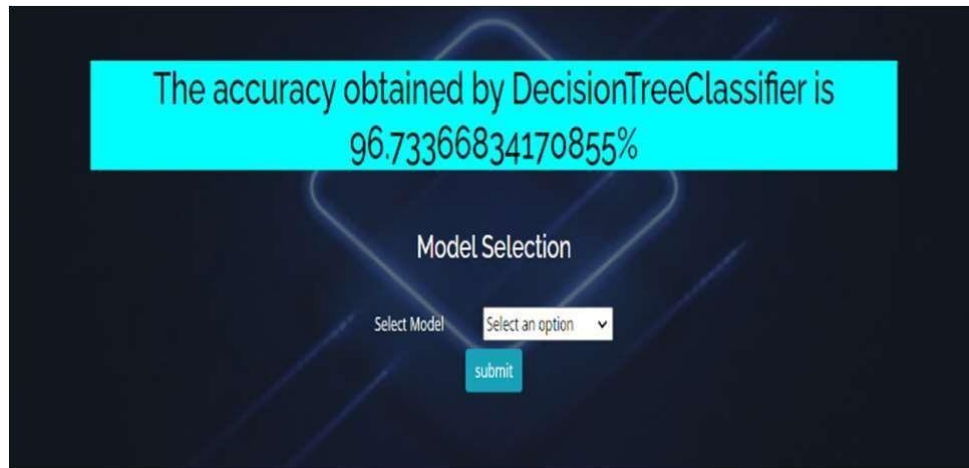 The accuracy obtained by DecisionTreeClassifier is
96.73366834170855%
Model Selection
Select Model Select an option
submit